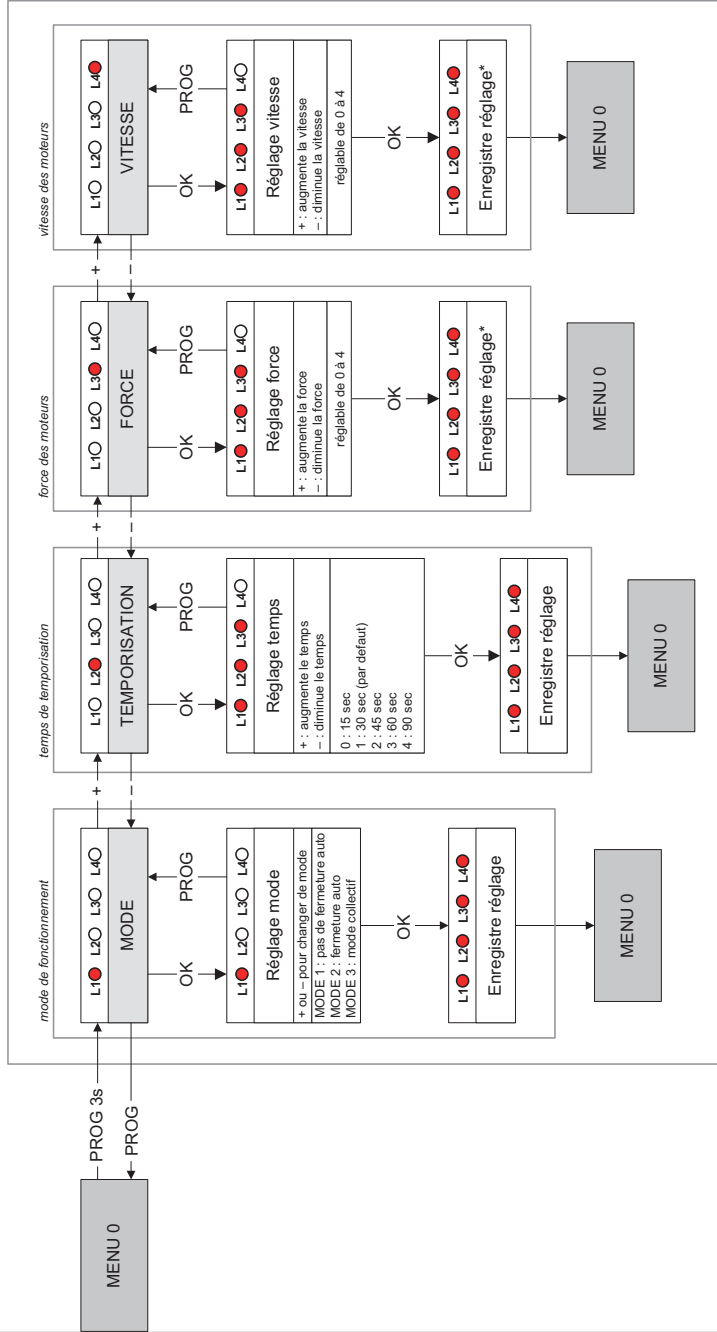 MENU 0
PROG 3s
PROG
mode de fonctionnement
L1 L2 L3 L4
MODE
OK
PROG
L1 L2 L3 L4
Réglage mode
+ ou – pour changer de mode
MODE 1 : pas de fermeture auto
MODE 2 : fermeture auto
MODE 3 : mode collectif
OK
L1 L2 L3 L4
Enregistre réglage
MENU 0
+
–
temps de temporisation
L1 L2 L3 L4
TEMPORISATION
OK
PROG
L1 L2 L3 L4
Réglage temps
+ : augmente le temps
– : diminue le temps
0 : 15 sec
1 : 30 sec (par defaut)
2 : 45 sec
3 : 60 sec
4 : 90 sec
OK
L1 L2 L3 L4
Enregistre réglage
MENU 0
+
–
force des moteurs
L1 L2 L3 L4
FORCE
OK
PROG
L1 L2 L3 L4
Réglage force
+ : augmente la force
– : diminue la force
réglable de 0 à 4
OK
L1 L2 L3 L4
Enregistre réglage*
MENU 0
+
–
vitesse des moteurs
L1 L2 L3 L4
VITESSE
OK
PROG
L1 L2 L3 L4
Réglage vitesse
+ : augmente la vitesse
– : diminue la vitesse
réglable de 0 à 4
OK
L1 L2 L3 L4
Enregistre réglage*
MENU 0